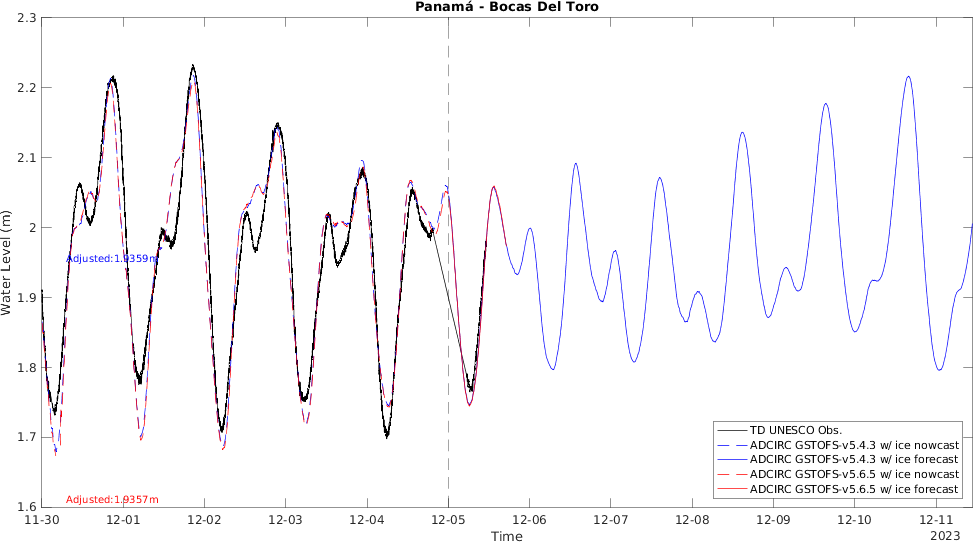 Panamá - Bocas Del Toro
Water Level (m)
2.3
2.2
2.1
2
1.9
1.8
1.7
1.6
Adjusted:1.9359m
Adjusted:1.9357m
TD UNESCO Obs.
ADCIRC GSTOFS-v5.4.3 w/ ice nowcast
ADCIRC GSTOFS-v5.4.3 w/ ice forecast
ADCIRC GSTOFS-v5.6.5 w/ ice nowcast
ADCIRC GSTOFS-v5.6.5 w/ ice forecast
11-30 12-01 12-02 12-03 12-04 12-05 12-06 12-07 12-08 12-09 12-10 12-11
2023
Time